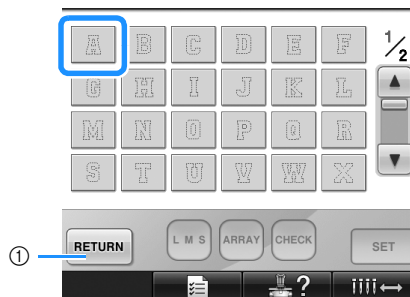 A B C D E F 1/2
G H I J K L
M N O P Q R
S T U V W X
① RETURN L M S ARRAY CHECK SET
?